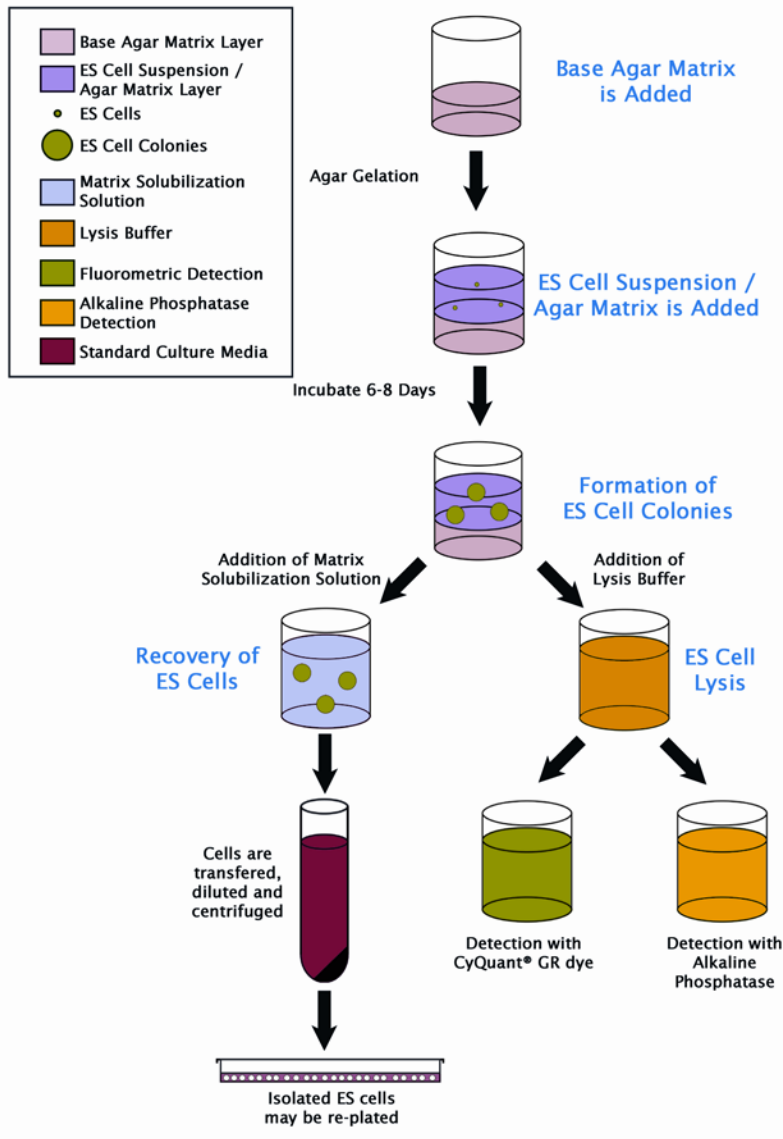 Base Agar Matrix Layer
ES Cell Suspension /
Agar Matrix Layer
ES Cells
ES Cell Colonies
Matrix Solubilization
Solution
Lysis Buffer
Fluorometric Detection
Alkaline Phosphatase
Detection
Standard Culture Media
Base Agar Matrix
is Added
Agar Gelation
ES Cell Suspension /
Agar Matrix is Added
Incubate 6-8 Days
Formation of
ES Cell Colonies
Addition of Matrix
Solubilization Solution
Addition of
Lysis Buffer
Recovery of
ES Cells
ES Cell
Lysis
Cells are
transfered,
diluted and
centrifuged
Detection with
CyQuant® GR dye
Detection with
Alkaline
Phosphatase
Isolated ES cells
may be re-plated